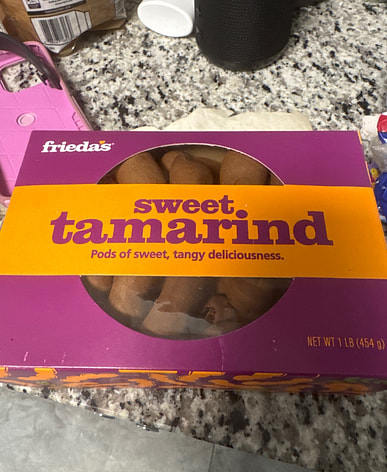 frieda's
sweet
tamarind
Pods of sweet, tangy deliciousness.
NET WT 1 LB (454 g)